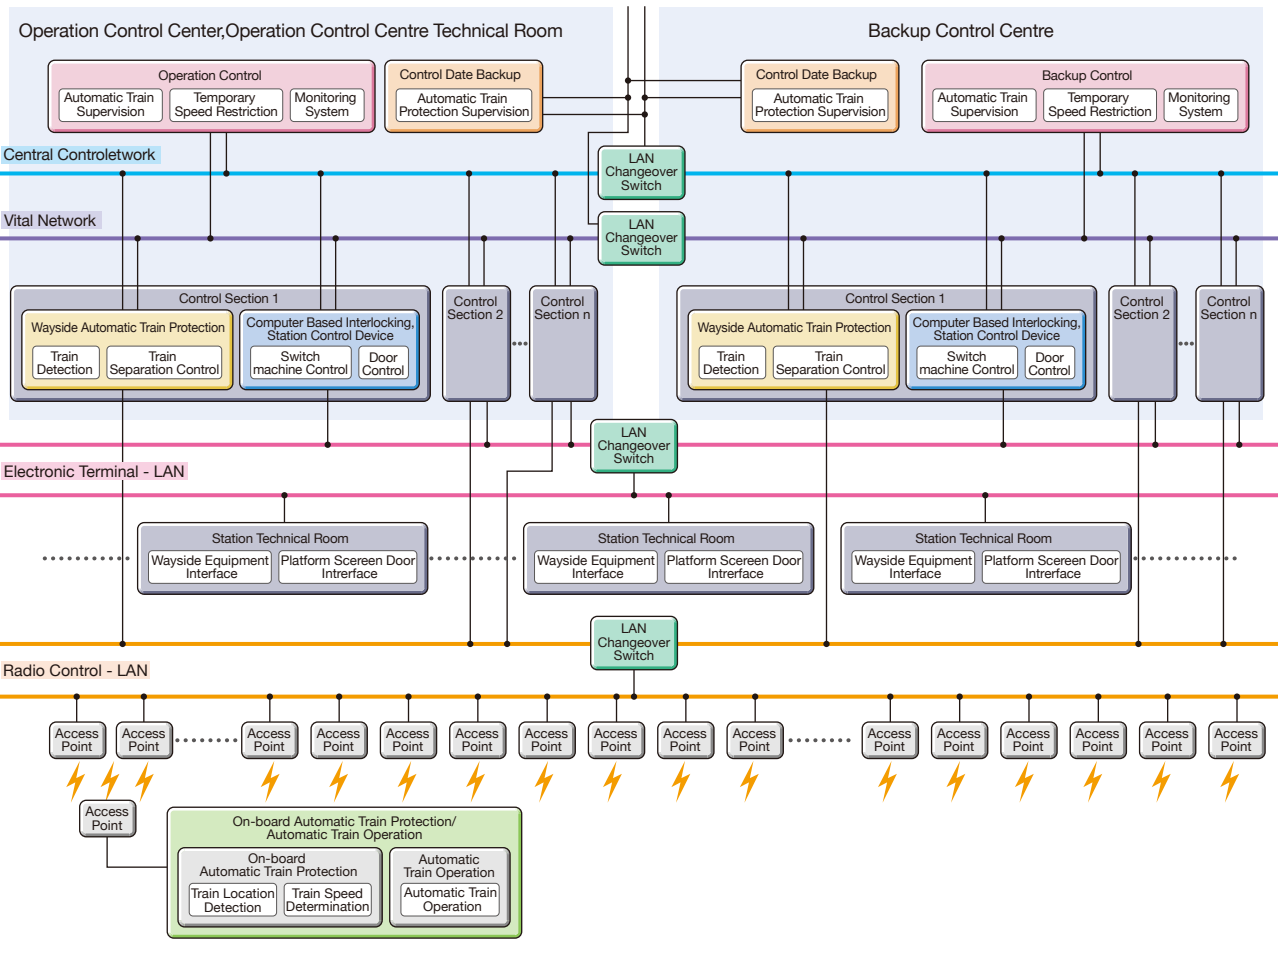 Operation Control Center,Operation Control Centre Technical Room
Backup Control Centre
Operation Control
Automatic Train
Supervision
Temporary
Speed Restriction
Monitoring
System
Control Date Backup
Automatic Train
Protection Supervision
Control Date Backup
Automatic Train
Protection Supervision
Backup Control
Automatic Train
Supervision
Temporary
Speed Restriction
Monitoring
System
Central Controletwork
LAN
Changeover
Switch
Vital Network
LAN
Changeover
Switch
Control Section 1
Wayside Automatic Train Protection
Train
Detection
Train
Separation Control
Computer Based Interlocking,
Station Control Device
Switch
machine Control
Door
Control
Control
Section 2
Control
Section n
Control Section 1
Wayside Automatic Train Protection
Train
Detection
Train
Separation Control
Computer Based Interlocking,
Station Control Device
Switch
machine Control
Door
Control
Control
Section 2
Control
Section n
LAN
Changeover
Switch
Electronic Terminal - LAN
Station Technical Room
Wayside Equipment
Interface
Platform Scereen Door
Intrerface
Station Technical Room
Wayside Equipment
Interface
Platform Scereen Door
Intrerface
Station Technical Room
Wayside Equipment
Interface
Platform Scereen Door
Intrerface
LAN
Changeover
Switch
Radio Control - LAN
Access
Point
Access
Point
Access
Point
Access
Point
Access
Point
Access
Point
Access
Point
Access
Point
Access
Point
Access
Point
Access
Point
Access
Point
Access
Point
Access
Point
Access
Point
Access
Point
Access
Point
On-board Automatic Train Protection/
Automatic Train Operation
On-board
Automatic Train Protection
Train Location
Detection
Train Speed
Determination
Automatic
Train Operation
Automatic Train
Operation